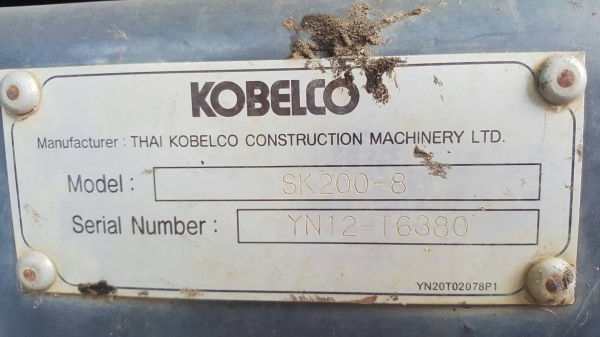 KOBELCO
Manufacturer : THAI KOBELCO CONSTRUCTION MACHINERY LTD.
Model : SK200-8
Serial Number : YN12-T6380
YN20T02078P1